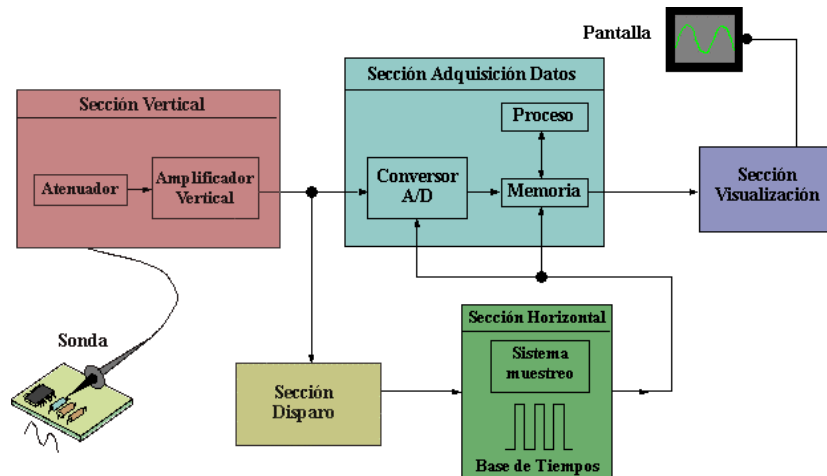 Pantalla
Sección Vertical
Sección Adquisición Datos
Proceso
Atenuador
Amplificador
Vertical
Conversor
A/D
Memoria
Sección
Visualización
Sonda
Sección Horizontal
Sistema
muestreo
Sección
Disparo
Base de Tiempos